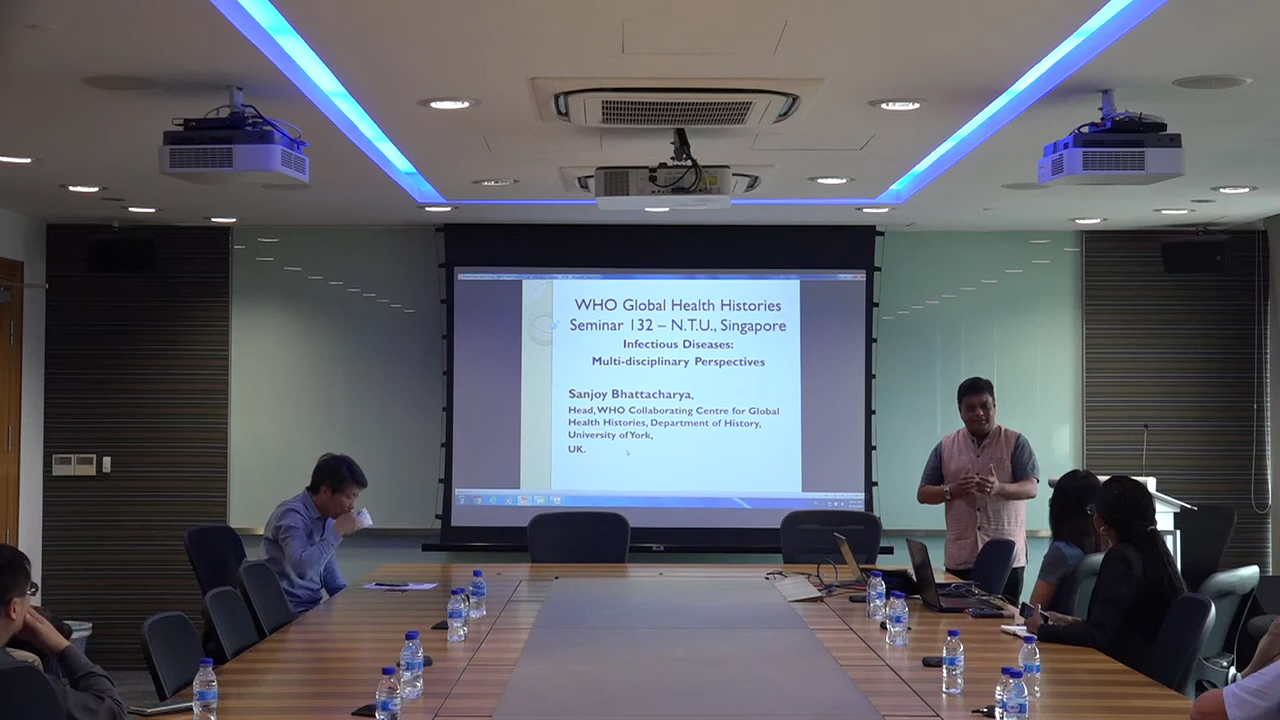 WHO Global Health Histories
Seminar 132 – N.T.U., Singapore
Infectious Diseases:
Multi-disciplinary Perspectives
Sanjoy Bhattacharya,
Head, WHO Collaborating Centre for Global
Health Histories, Department of History,
University of York,
UK.